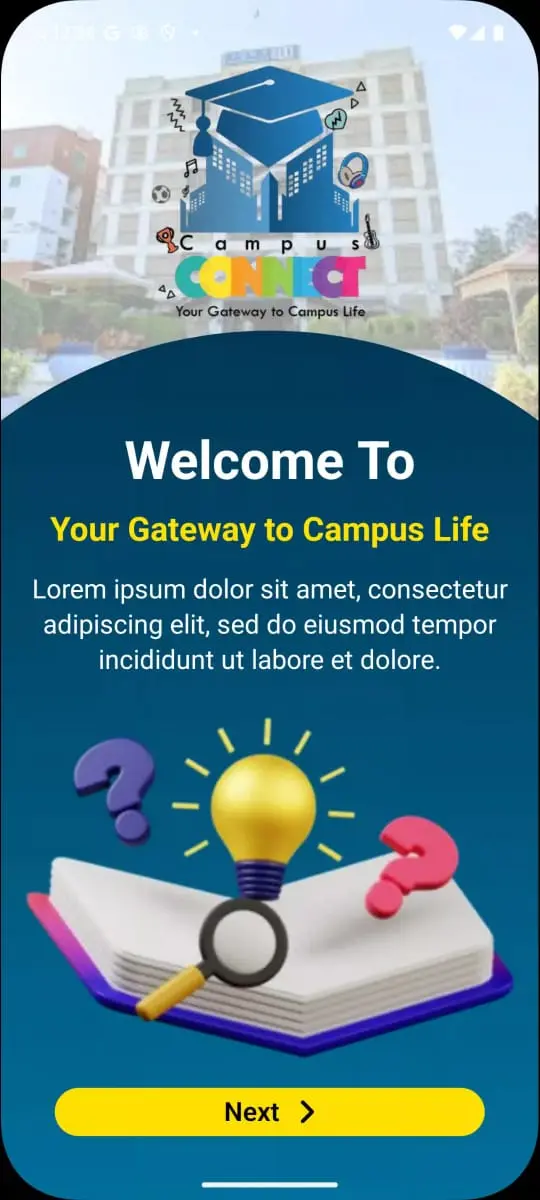 Campus
CONNECT
Your Gateway to Campus Life
Welcome To
Your Gateway to Campus Life
Lorem ipsum dolor sit amet, consectetur
adipiscing elit, sed do eiusmod tempor
incididunt ut labore et dolore.
Next